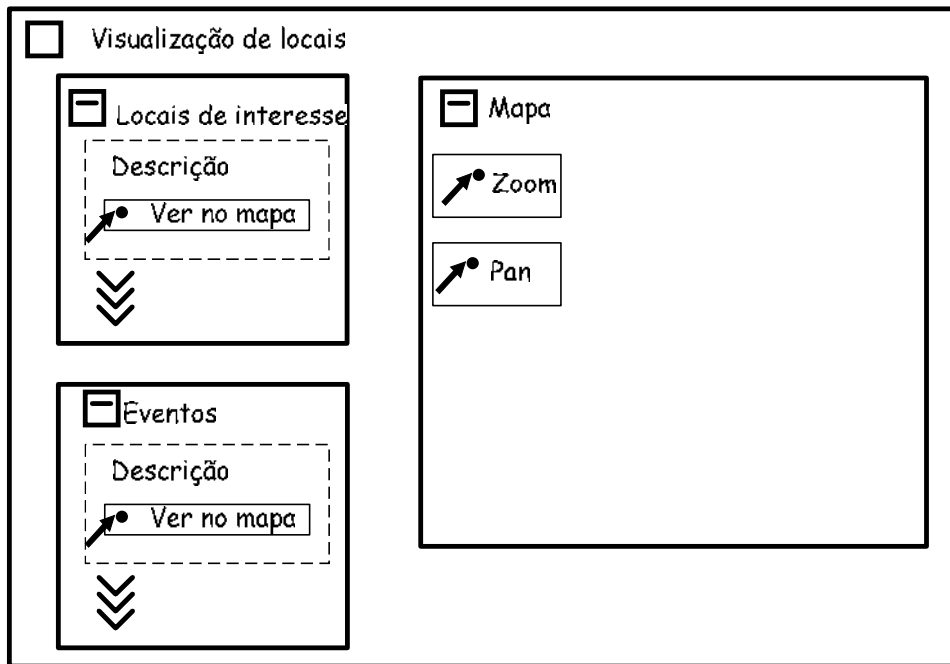 Visualização de locais
Locais de interesse
Descrição
Ver no mapa
Eventos
Descrição
Ver no mapa
Mapa
Zoom
Pan